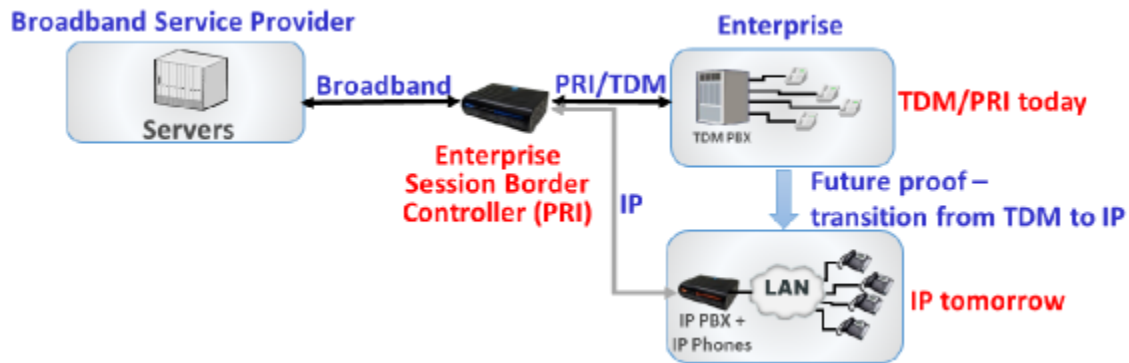 Broadband Service Provider
Enterprise
Broadband
PRI/TDM
Servers
TDM PBX
TDM/PRI today
Enterprise
Session Border
Controller (PRI)
IP
Future proof –
transition from TDM to IP
LAN
IP PBX +
IP Phones
IP tomorrow